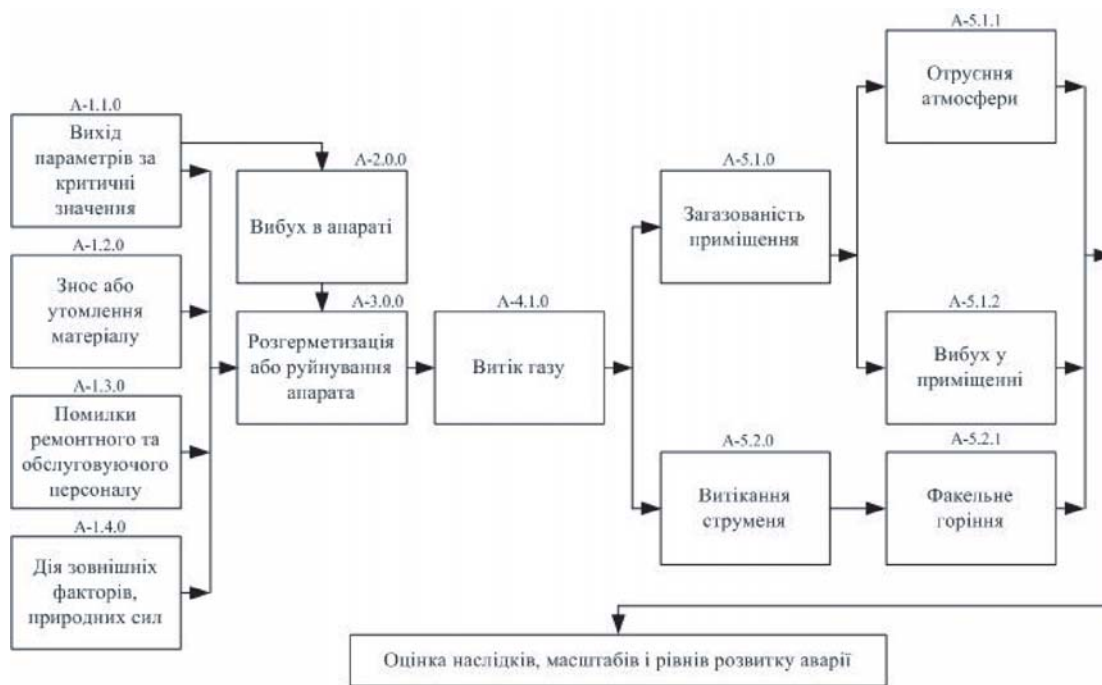 А-1.1.0
Вихід
параметрів за
критичні
значення
А-1.2.0
Знос або
утомлення
матеріалу
А-1.3.0
Помилки
ремонтного та
обслуговуючого
персоналу
А-1.4.0
Дія зовнішніх
факторів,
природних сил
А-2.0.0
Вибух в апараті
А-3.0.0
Розгерметизація
або руйнування
апарата
А-4.1.0
Витік газу
А-5.1.0
Загазованість
приміщення
А-5.2.0
Витікання
струменя
А-5.1.1
Отруєння
атмосфери
А-5.1.2
Вибух у
приміщенні
А-5.2.1
Факельне
горіння
Оцінка наслідків, масштабів і рівнів розвитку аварії